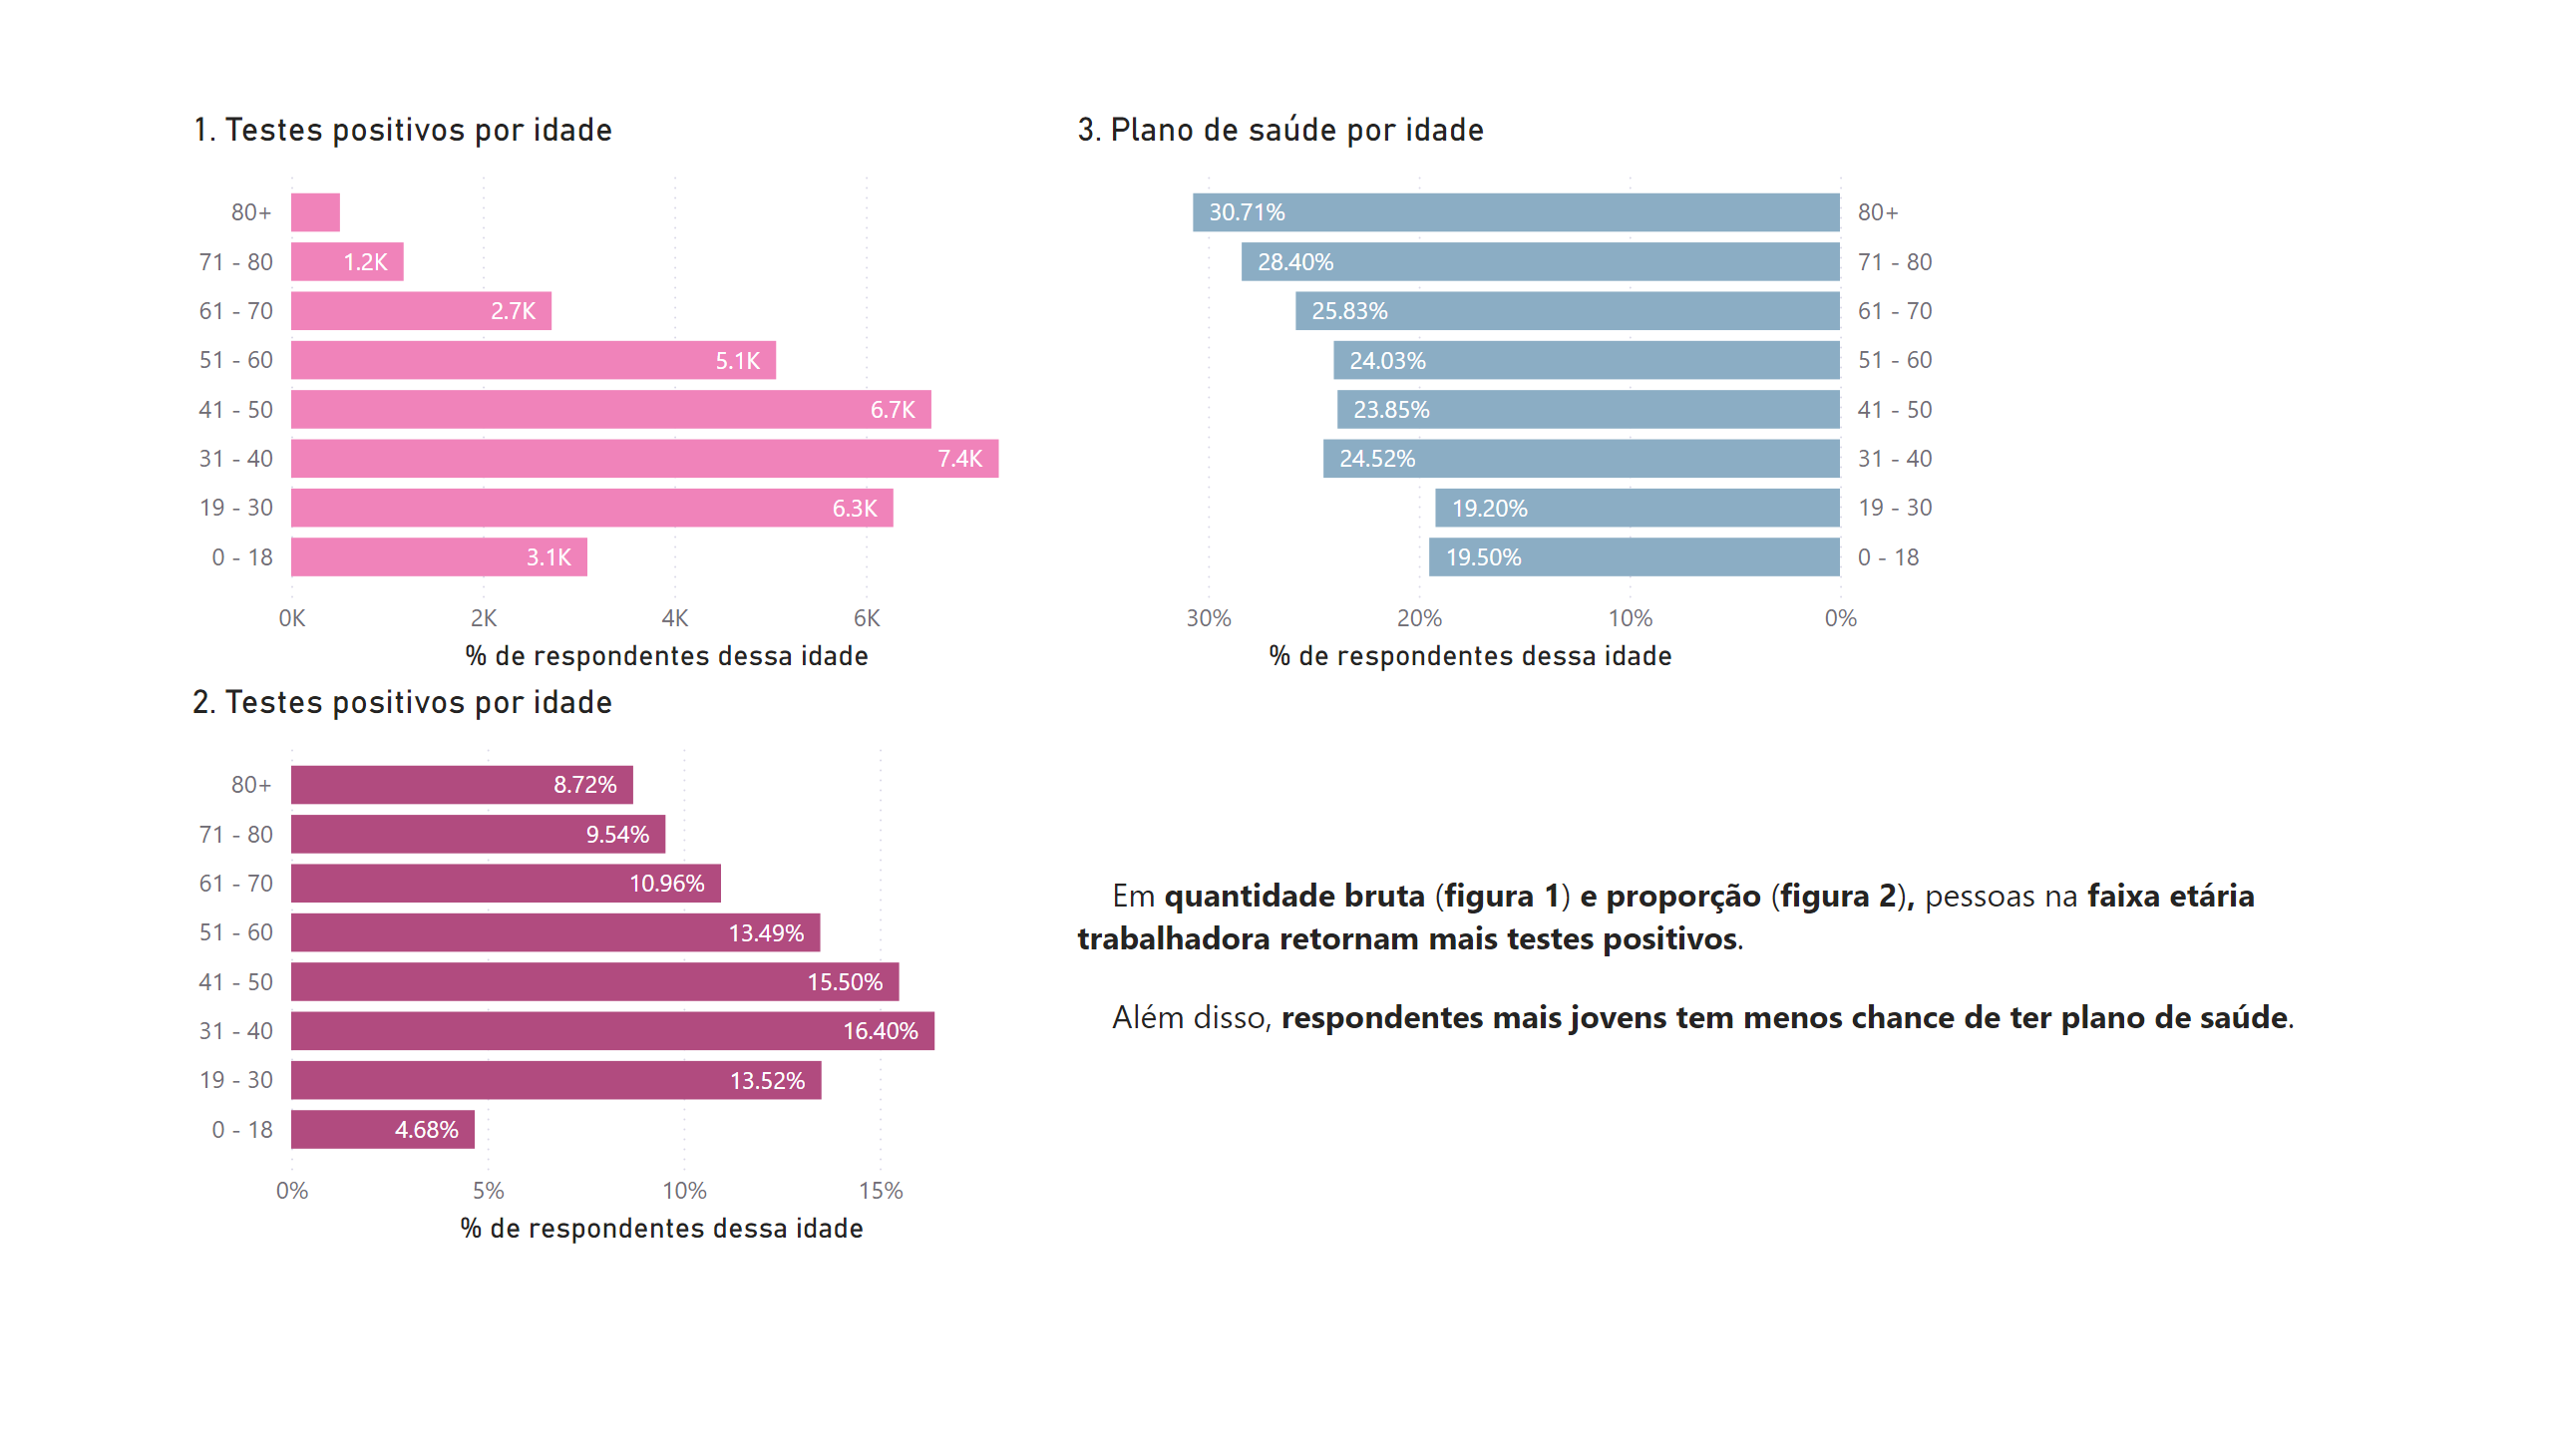 1. Testes positivos por idade
80+
71 - 80 1.2K
61 - 70 2.7K
51 - 60 5.1K
41 - 50 6.7K
31 - 40 7.4K
19 - 30 6.3K
0 - 18 3.1K
0K 2K 4K 6K
% de respondentes dessa idade
2. Testes positivos por idade
80+ 8.72%
71 - 80 9.54%
61 - 70 10.96%
51 - 60 13.49%
41 - 50 15.50%
31 - 40 16.40%
19 - 30 13.52%
0 - 18 4.68%
0% 5% 10% 15%
% de respondentes dessa idade
3. Plano de saúde por idade
30.71% 80+
28.40% 71 - 80
25.83% 61 - 70
24.03% 51 - 60
23.85% 41 - 50
24.52% 31 - 40
19.20% 19 - 30
19.50% 0 - 18
30% 20% 10% 0%
% de respondentes dessa idade
Em quantidade bruta (figura 1) e proporção (figura 2), pessoas na faixa etária
trabalhadora retornam mais testes positivos.
Além disso, respondentes mais jovens tem menos chance de ter plano de saúde.